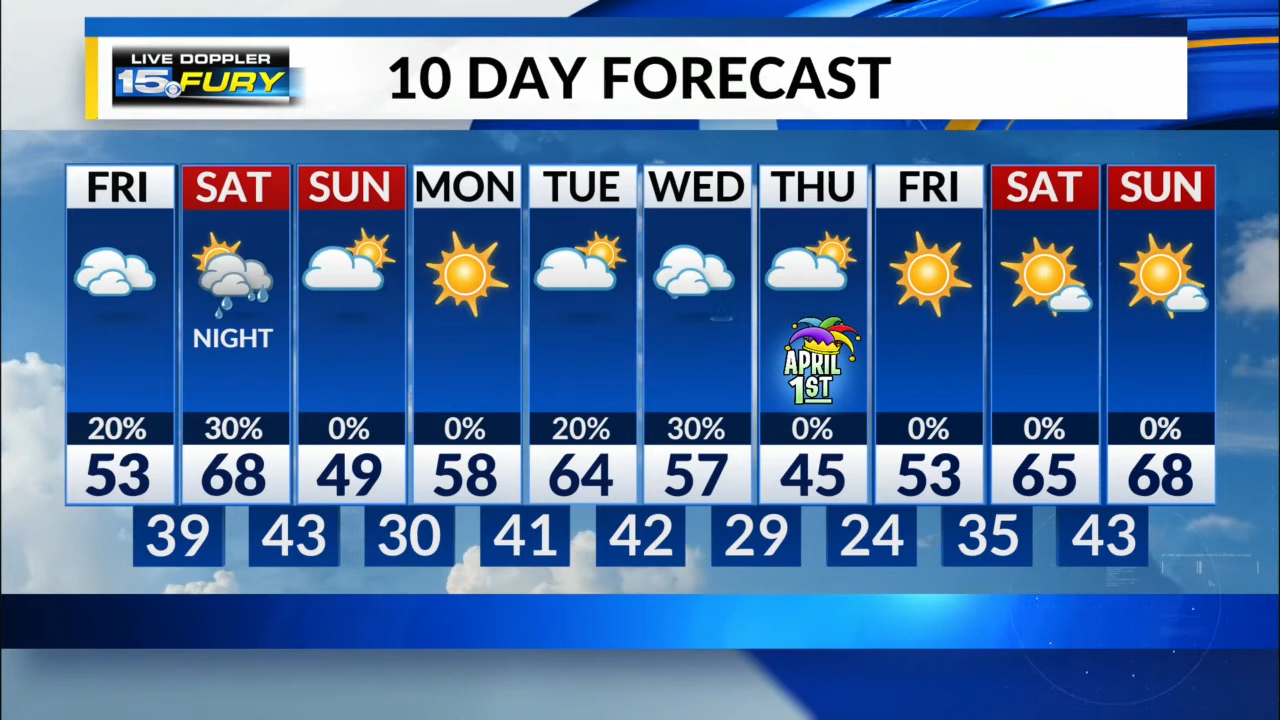 LIVE DOPPLER
15 FURY
10 DAY FORECAST
FRI SAT SUN MON TUE WED THU FRI SAT SUN
NIGHT
APRIL
1ST
20% 30% 0% 0% 20% 30% 0% 0% 0% 0%
53 68 49 58 64 57 45 53 65 68
39 43 30 41 42 29 24 35 43